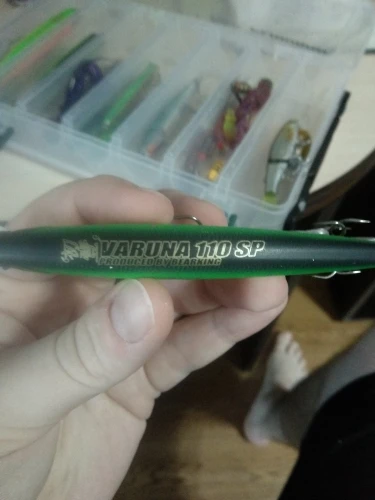 VARUNA 110 SP
PRODUCED BY BEARKING